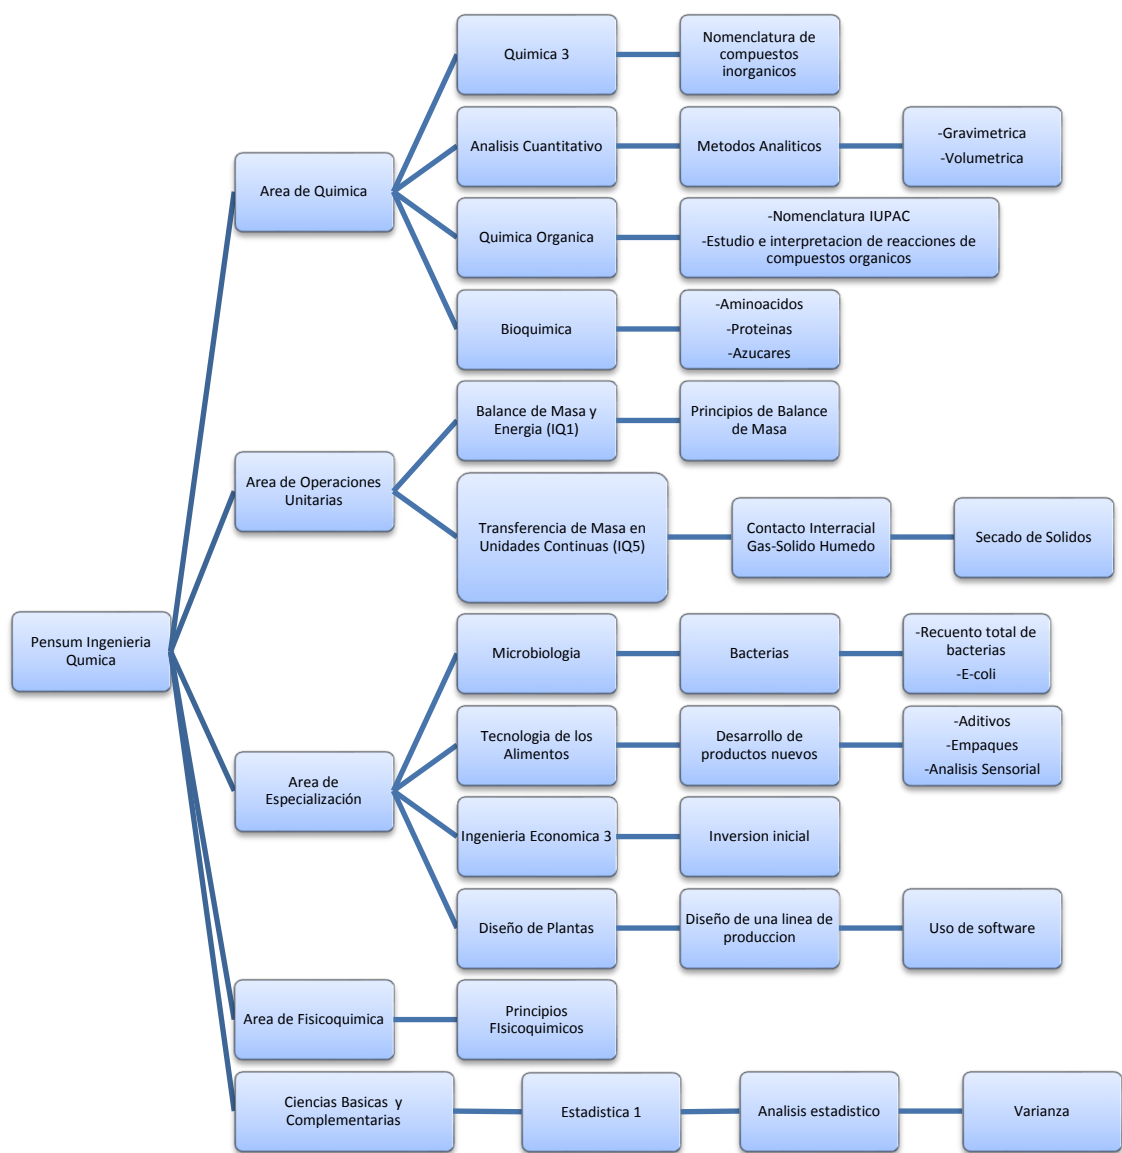 Quimica 3
Nomenclatura de
compuestos
inorganicos
Analisis Cuantitativo
Metodos Analiticos
-Gravimetrica
-Volumetrica
Area de Quimica
Quimica Organica
-Nomenclatura IUPAC
-Estudio e interpretacion de reacciones de
compuestos organicos
Bioquimica
-Aminoacidos
-Proteinas
-Azucares
Balance de Masa y
Energia (IQ1)
Principios de Balance
de Masa
Area de Operaciones
Unitarias
Transferencia de Masa en
Unidades Continuas (IQ5)
Contacto Interracial
Gas-Solido Humedo
Secado de Solidos
Pensum Ingenieria
Qumica
Microbiologia
Bacterias
-Recuento total de
bacterias
-E-coli
Tecnologia de los
Alimentos
Desarrollo de
productos nuevos
-Aditivos
-Empaques
-Analisis Sensorial
Area de
Especialización
Ingenieria Economica 3
Inversion inicial
Diseño de Plantas
Diseño de una linea de
produccion
Uso de software
Area de Fisicoquimica
Principios
FIsicoquimicos
Ciencias Basicas y
Complementarias
Estadistica 1
Analisis estadistico
Varianza